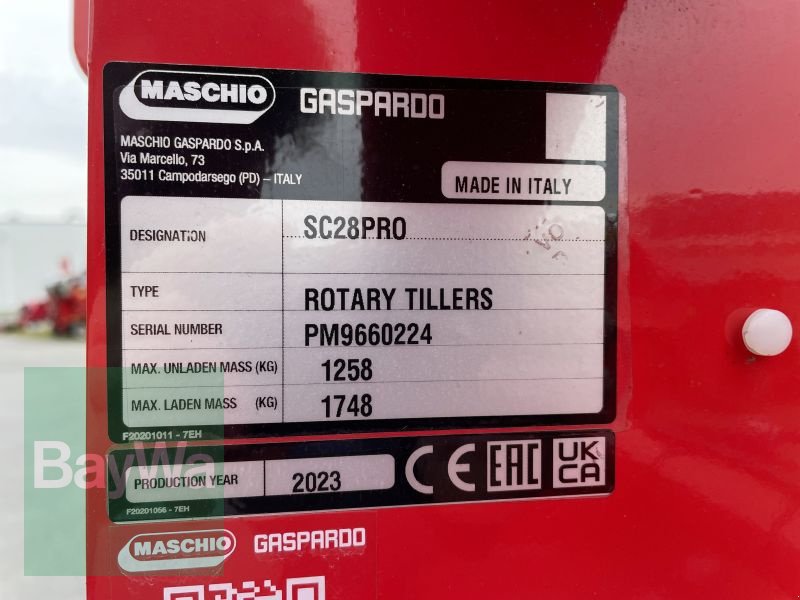 MASCHIO GASPARDO
MASCHIO GASPARDO S.p.A.
Via Marcello, 73
35011 Campodarsego (PD) – ITALY
MADE IN ITALY
DESIGNATION SC28PRO
TYPE ROTARY TILLERS
SERIAL NUMBER PM9660224
MAX. UNLADEN MASS (KG) 1258
MAX. LADEN MASS (KG) 1748
F20201011 - 7EH
BayWa
PRODUCTION YEAR 2023 CE EAC UK CA
F20201056 - 7EH
MASCHIO GASPARDO